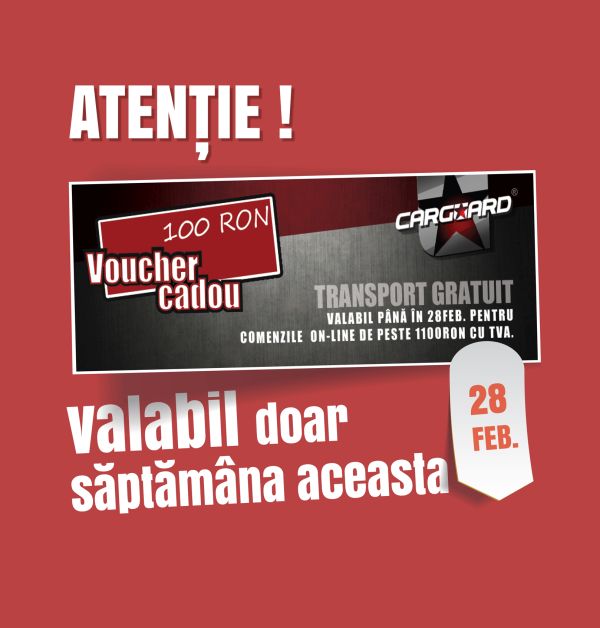 ATENȚIE !
100 RON
Voucher
cadou
CARGUARD®
TRANSPORT GRATUIT
VALABIL PÂNĂ ÎN 28FEB. PENTRU
COMENZILE ON-LINE DE PESTE 1100RON CU TVA.
Valabil doar
săptămâna aceasta
28
FEB.